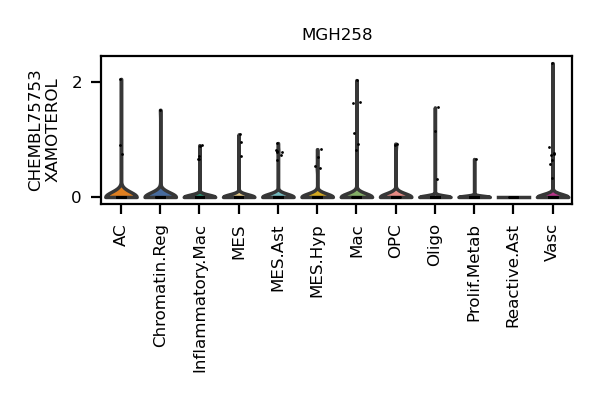 MGH258
CHEMBL75753
XAMOTEROL
2
0
AC
Chromatin.Reg
Inflammatory.Mac
MES
MES.Ast
MES.Hyp
Mac
OPC
Oligo
Prolif.Metab
Reactive.Ast
Vasc